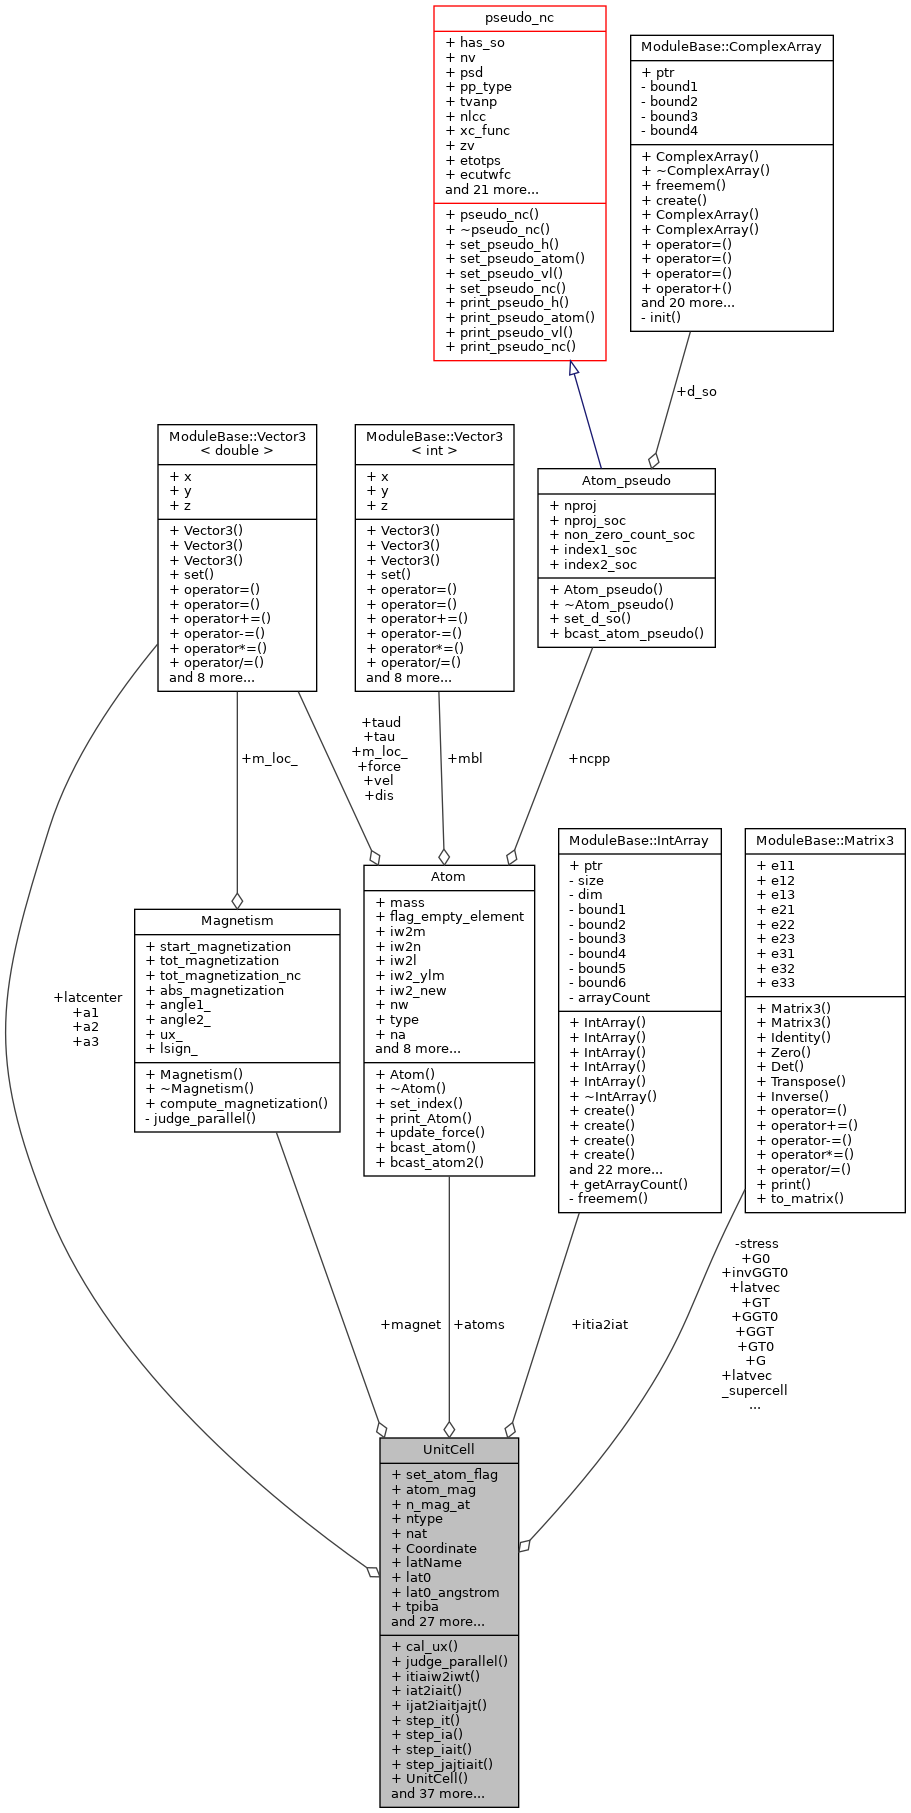 pseudo_nc
+ has_so
+ nv
+ psd
+ pp_type
+ tvanp
+ nlcc
+ xc_func
+ zv
+ etotps
+ ecutwfc
and 21 more...
+ pseudo_nc()
+ ~pseudo_nc()
+ set_pseudo_h()
+ set_pseudo_atom()
+ set_pseudo_vl()
+ set_pseudo_nc()
+ print_pseudo_h()
+ print_pseudo_atom()
+ print_pseudo_vl()
+ print_pseudo_nc()
ModuleBase::ComplexArray
+ ptr
- bound1
- bound2
- bound3
- bound4
+ ComplexArray()
+ ~ComplexArray()
+ freemem()
+ create()
+ ComplexArray()
+ ComplexArray()
+ operator=()
+ operator=()
+ operator=()
+ operator+()
and 20 more...
- init()
+d_so
ModuleBase::Vector3
< double >
+ x
+ y
+ z
+ Vector3()
+ Vector3()
+ Vector3()
+ set()
+ operator=()
+ operator=()
+ operator+=()
+ operator-=()
+ operator*=()
+ operator/=()
and 8 more...
ModuleBase::Vector3
< int >
+ x
+ y
+ z
+ Vector3()
+ Vector3()
+ Vector3()
+ set()
+ operator=()
+ operator=()
+ operator+=()
+ operator-=()
+ operator*=()
+ operator/=()
and 8 more...
Atom_pseudo
+ nproj
+ nproj_soc
+ non_zero_count_soc
+ index1_soc
+ index2_soc
+ Atom_pseudo()
+ ~Atom_pseudo()
+ set_d_so()
+ bcast_atom_pseudo()
+m_loc_
+taud
+tau
+m_loc_
+force
+vel
+dis
+mbl
+ncpp
Magnetism
+ start_magnetization
+ tot_magnetization
+ tot_magnetization_nc
+ abs_magnetization
+ angle1_
+ angle2_
+ ux_
+ lsign_
+ Magnetism()
+ ~Magnetism()
+ compute_magnetization()
- judge_parallel()
Atom
+ mass
+ flag_empty_element
+ iw2m
+ iw2n
+ iw2l
+ iw2_ylm
+ iw2_new
+ nw
+ type
+ na
and 8 more...
+ Atom()
+ ~Atom()
+ set_index()
+ print_Atom()
+ update_force()
+ bcast_atom()
+ bcast_atom2()
ModuleBase::IntArray
+ ptr
- size
- dim
- bound1
- bound2
- bound3
- bound4
- bound5
- bound6
- arrayCount
+ IntArray()
+ IntArray()
+ IntArray()
+ IntArray()
+ IntArray()
+ ~IntArray()
+ create()
+ create()
+ create()
+ create()
and 22 more...
+ getArrayCount()
- freemem()
ModuleBase::Matrix3
+ e11
+ e12
+ e13
+ e21
+ e22
+ e23
+ e31
+ e32
+ e33
+ Matrix3()
+ Matrix3()
+ Identity()
+ Zero()
+ Det()
+ Transpose()
+ Inverse()
+ operator=()
+ operator+=()
+ operator-=()
+ operator*=()
+ operator/=()
+ print()
+ to_matrix()
+latcenter
+a1
+a2
+a3
+magnet
+atoms
+itia2iat
-stress
+G0
+invGGT0
+latvec
+GT
+GGT0
+GGT
+GT0
+G
+latvec
_supercell
...
UnitCell
+ set_atom_flag
+ atom_mag
+ n_mag_at
+ ntype
+ nat
+ Coordinate
+ latName
+ lat0
+ lat0_angstrom
+ tpiba
and 27 more...
+ cal_ux()
+ judge_parallel()
+ itiaiw2iwt()
+ iat2iait()
+ ijat2iaitjajt()
+ step_it()
+ step_ia()
+ step_iait()
+ step_jajtiait()
+ UnitCell()
and 37 more...